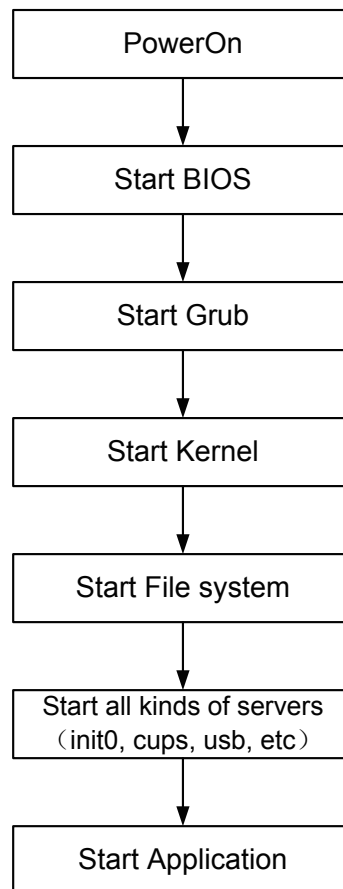 PowerOn
Start BIOS
Start Grub
Start Kernel
Start File system
Start all kinds of servers
（init0, cups, usb, etc）
Start Application